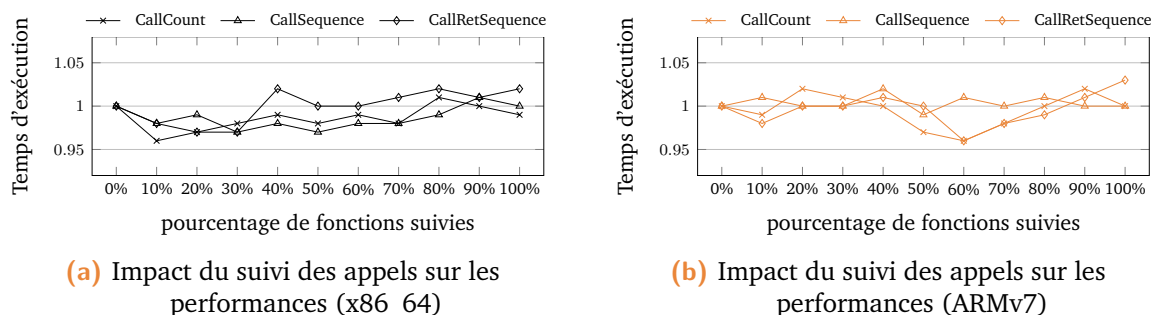 CallCount CallSequence CallRetSequence
1.05
1
0.95
Temps d'exécution
0% 10% 20% 30% 40% 50% 60% 70% 80% 90% 100%
pourcentage de fonctions suivies
(a) Impact du suivi des appels sur les
performances (x86_64)
CallCount CallSequence CallRetSequence
1.05
1
0.95
Temps d'exécution
0% 10% 20% 30% 40% 50% 60% 70% 80% 90% 100%
pourcentage de fonctions suivies
(b) Impact du suivi des appels sur les
performances (ARMv7)